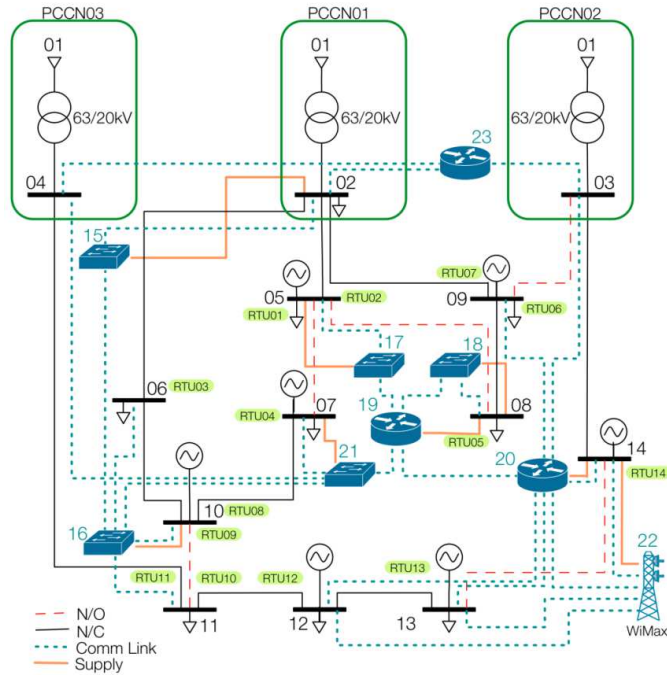 PCCN03
PCCN01
PCCN02
01
01
01
63/20kV
63/20kV
63/20kV
23
04
02
03
15
RTU07
05
RTU02
09
RTU01
RTU06
17
18
06
RTU03
07
19
08
RTU04
RTU05
14
20
21
RTU14
10
RTU08
16
RTU09
22
RTU11
RTU10
RTU12
RTU13
11
12
13
WiMax
N/O
N/C
Comm Link
Supply